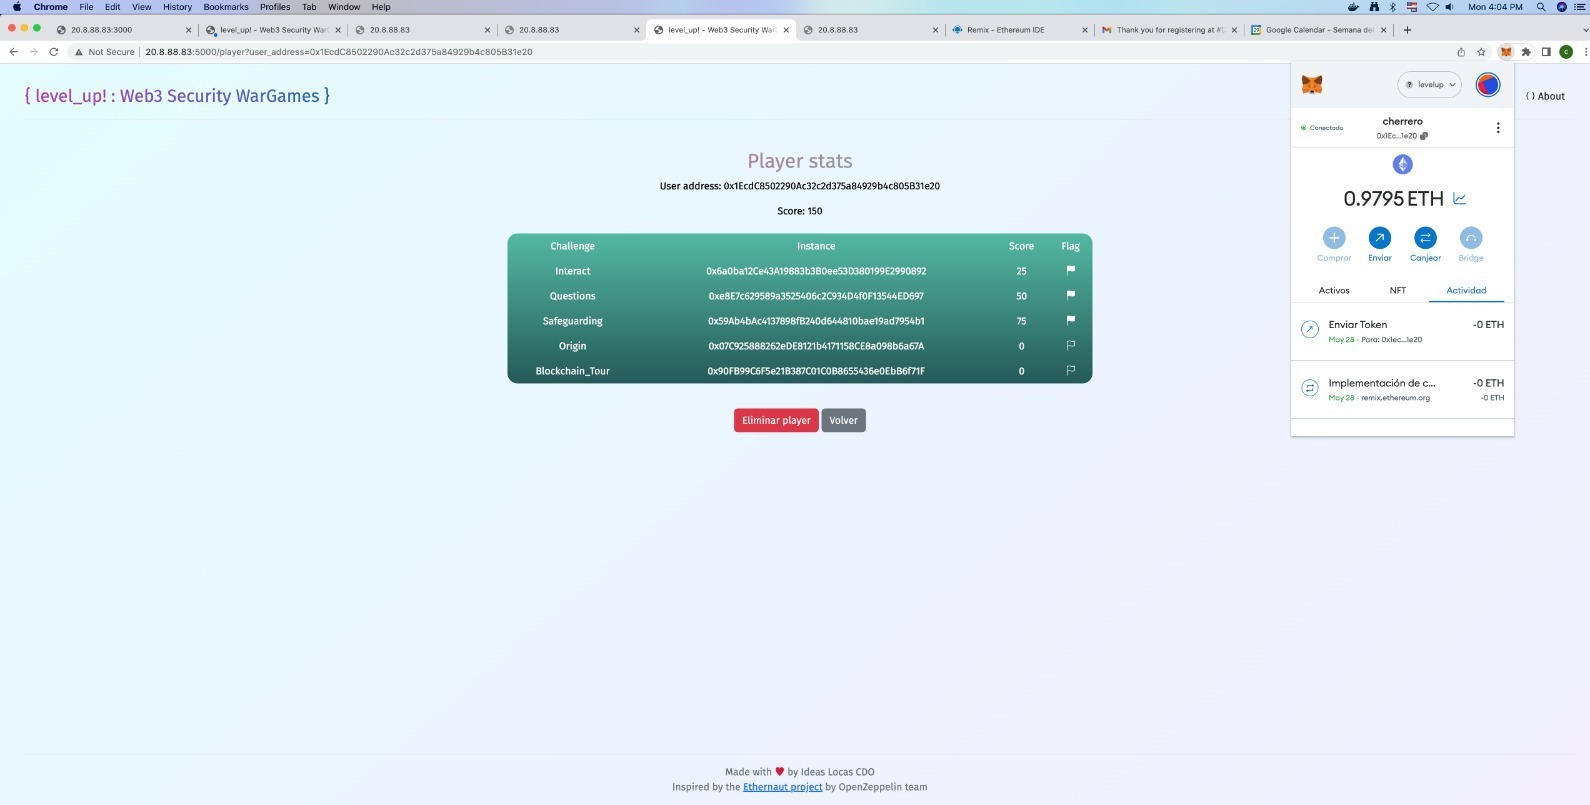 Chrome File Edit View History Bookmarks Profiles Tab Window Help Mon 4:04 PM
20.8.88.83:3000 level_up! - Web3 Security WarG 20.8.88.83 20.8.88.83 level_up! - Web3 Security WarG 20.8.88.83 Remix - Ethereum IDE Thank you for registering at #C Google Calendar - Semana del
Not Secure 20.8.88.83:5000/player?user_address=0x1EcdC8502290Ac32c2d375a84929b4c805B31e20
{ level_up! : Web3 Security WarGames }
{ } About
Player stats
User address: 0x1EcdC8502290Ac32c2d375a84929b4c805B31e20
Score: 150
Challenge Instance Score Flag
Interact 0x6a0ba12Ce43A19883b3B0ee53D380199E2990892 25
Questions 0xe8E7c629589a3525406c2C934D4f0F13544ED697 50
Safeguarding 0x59Ab4bAc4137898fB240d644810bae19ad7954b1 75
Origin 0x07C925888262eDE8121b4171158CE8a098b6a67A 0
Blockchain_Tour 0x90FB99C6F5e21B387C01C0B8655436e0EbB6f71F 0
Eliminar player Volver
levelup
Conectado
cherrero
0x1Ec...1e20
0.9795 ETH
Comprar Enviar Canjear Bridge
Activos NFT Actividad
Enviar Token -0 ETH
May 28 · Para: 0x1ec...1e20
Implementación de c... -0 ETH
May 28 · remix.ethereum.org -0 ETH
Made with ♥ by Ideas Locas CDO
Inspired by the Ethernaut project by OpenZeppelin team